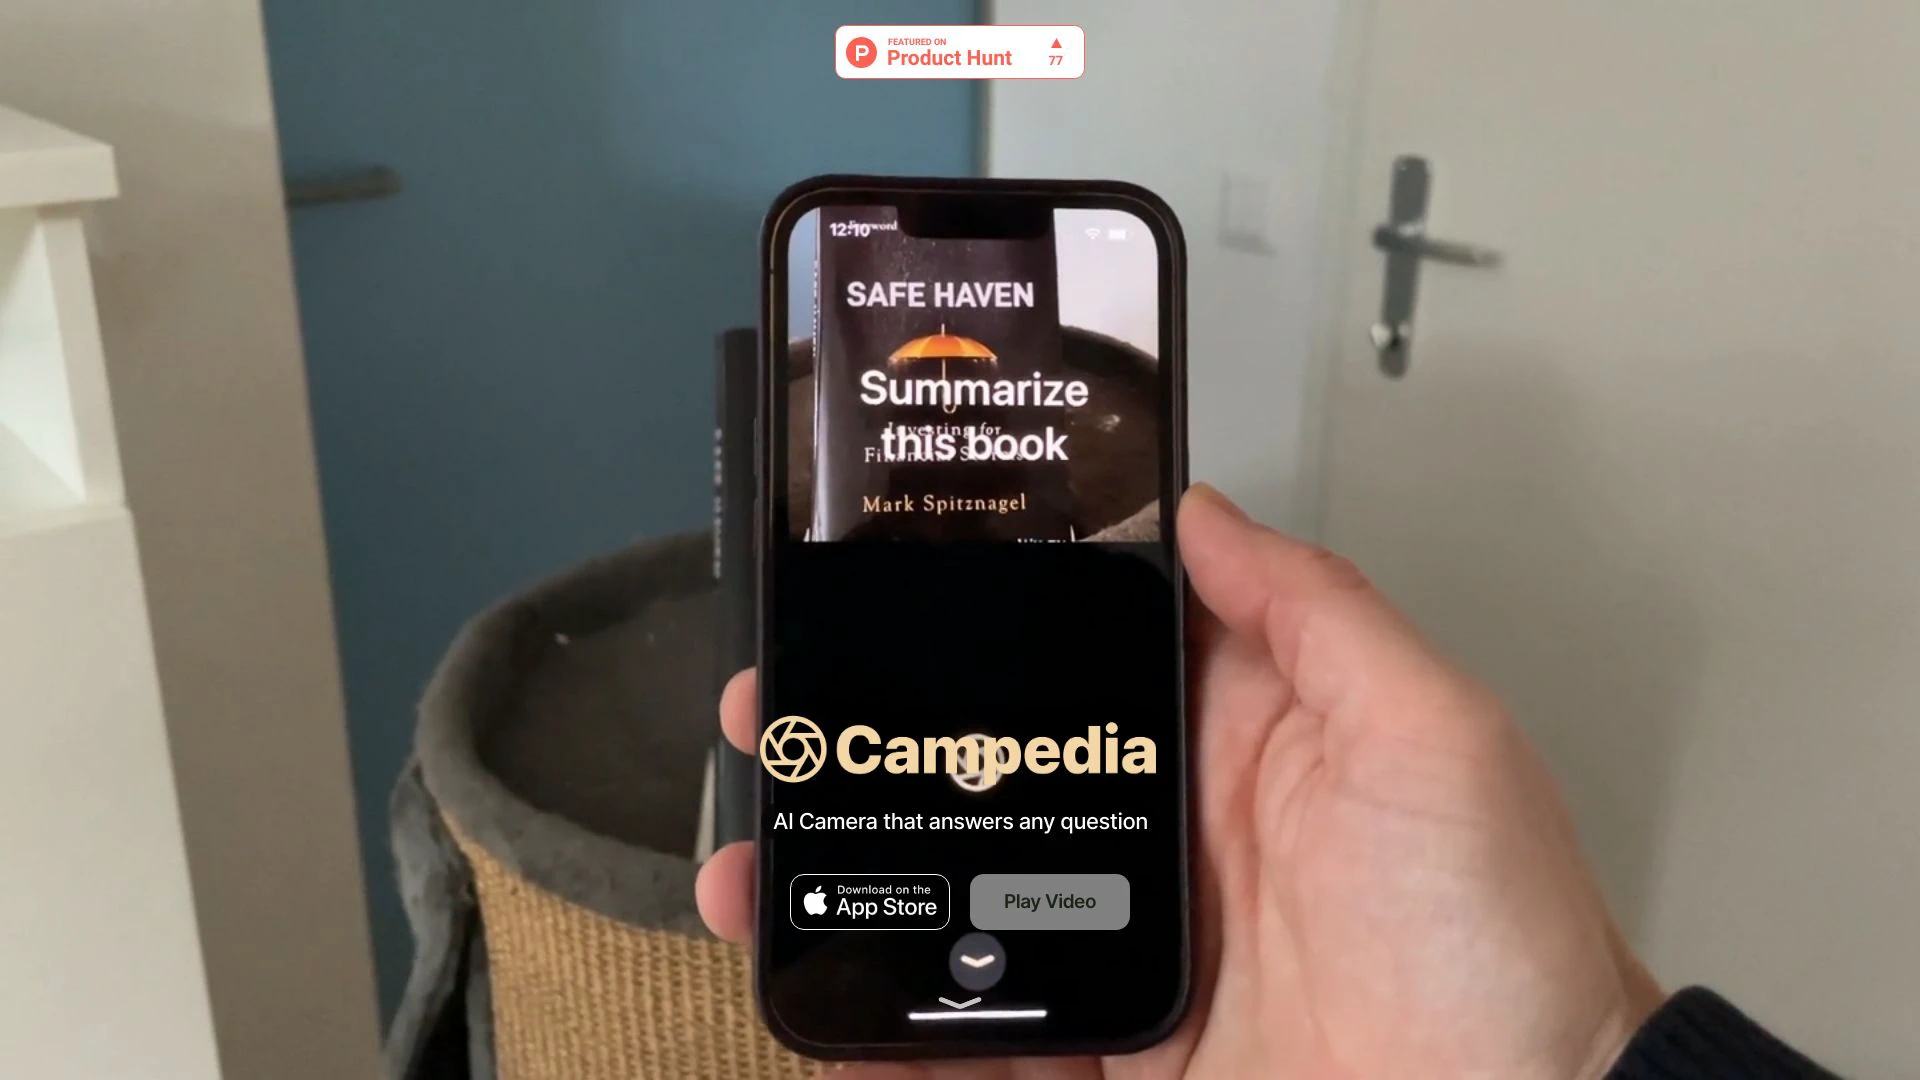 FEATURED ON
Product Hunt
77
P
12:10
Foreword
SAFE HAVEN
Summarize
this book
Investing for
Financial Storms
Mark Spitznagel
Campedia
AI Camera that answers any question
Download on the
App Store
Play Video